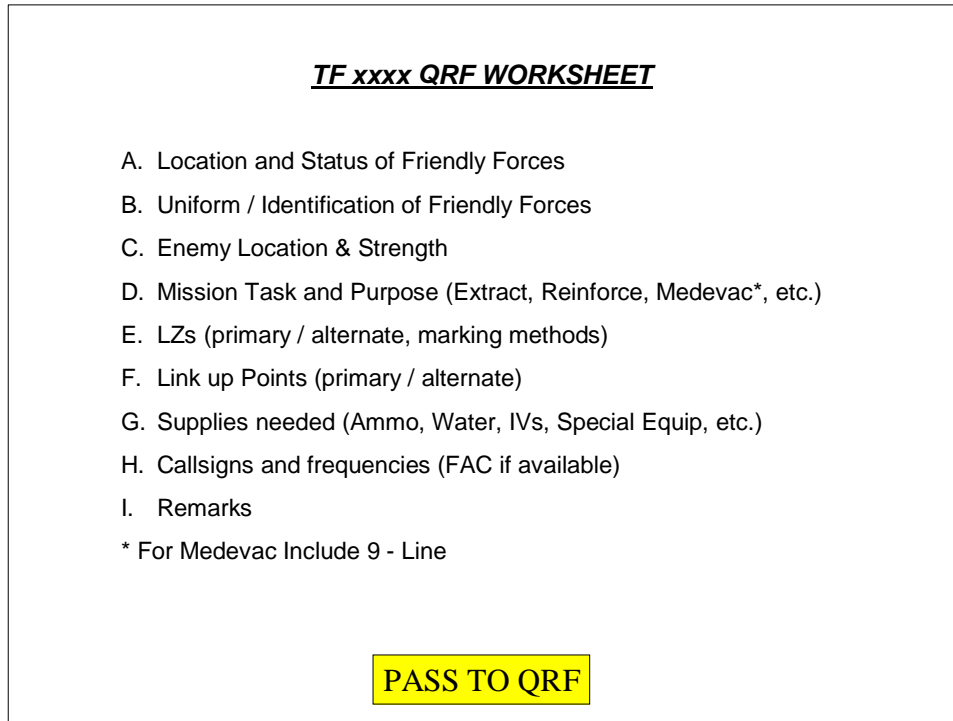 TF xxxx QRF WORKSHEET
A. Location and Status of Friendly Forces
B. Uniform / Identification of Friendly Forces
C. Enemy Location & Strength
D. Mission Task and Purpose (Extract, Reinforce, Medevac*, etc.)
E. LZs (primary / alternate, marking methods)
F. Link up Points (primary / alternate)
G. Supplies needed (Ammo, Water, IVs, Special Equip, etc.)
H. Callsigns and frequencies (FAC if available)
I. Remarks
* For Medevac Include 9 - Line
PASS TO QRF